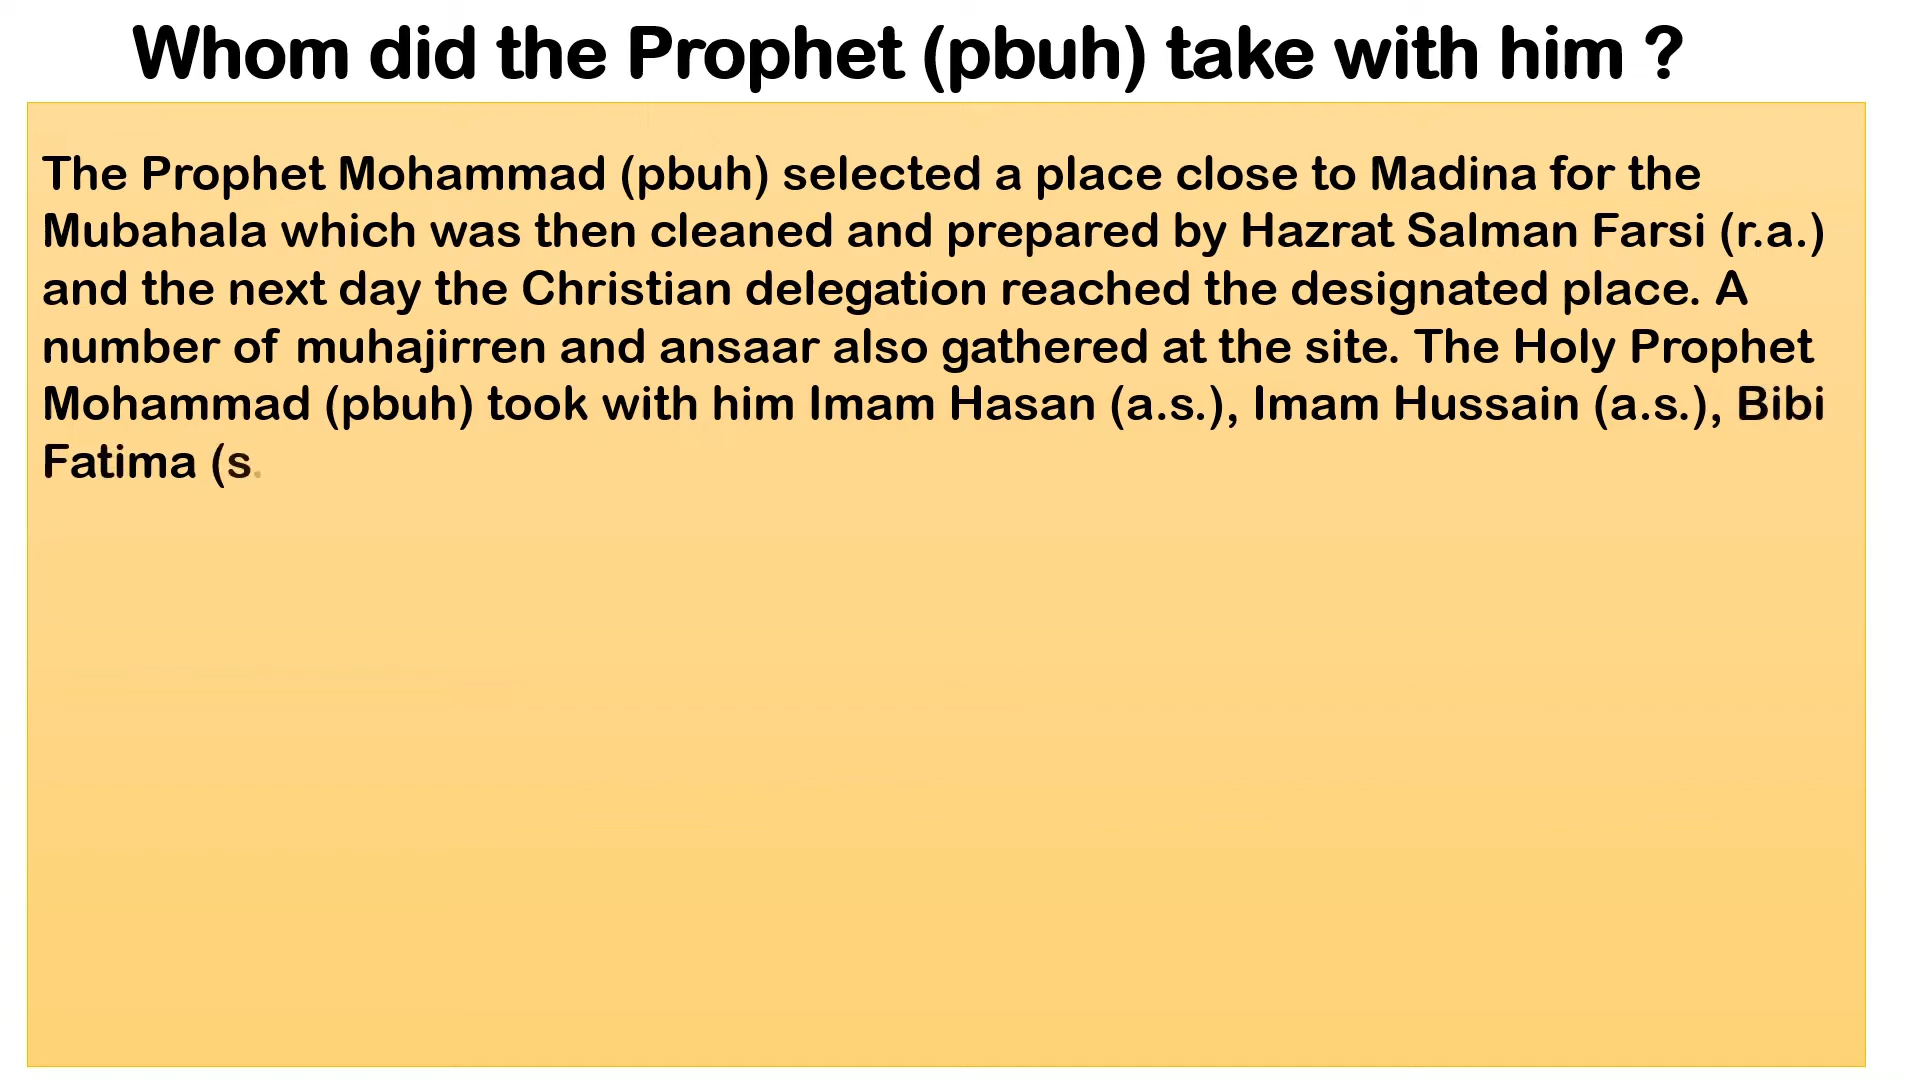 Whom did the Prophet (pbuh) take with him ?
The Prophet Mohammad (pbuh) selected a place close to Madina for the
Mubahala which was then cleaned and prepared by Hazrat Salman Farsi (r.a.)
and the next day the Christian delegation reached the designated place. A
number of muhajirren and ansaar also gathered at the site. The Holy Prophet
Mohammad (pbuh) took with him Imam Hasan (a.s.), Imam Hussain (a.s.), Bibi
Fatima (s.